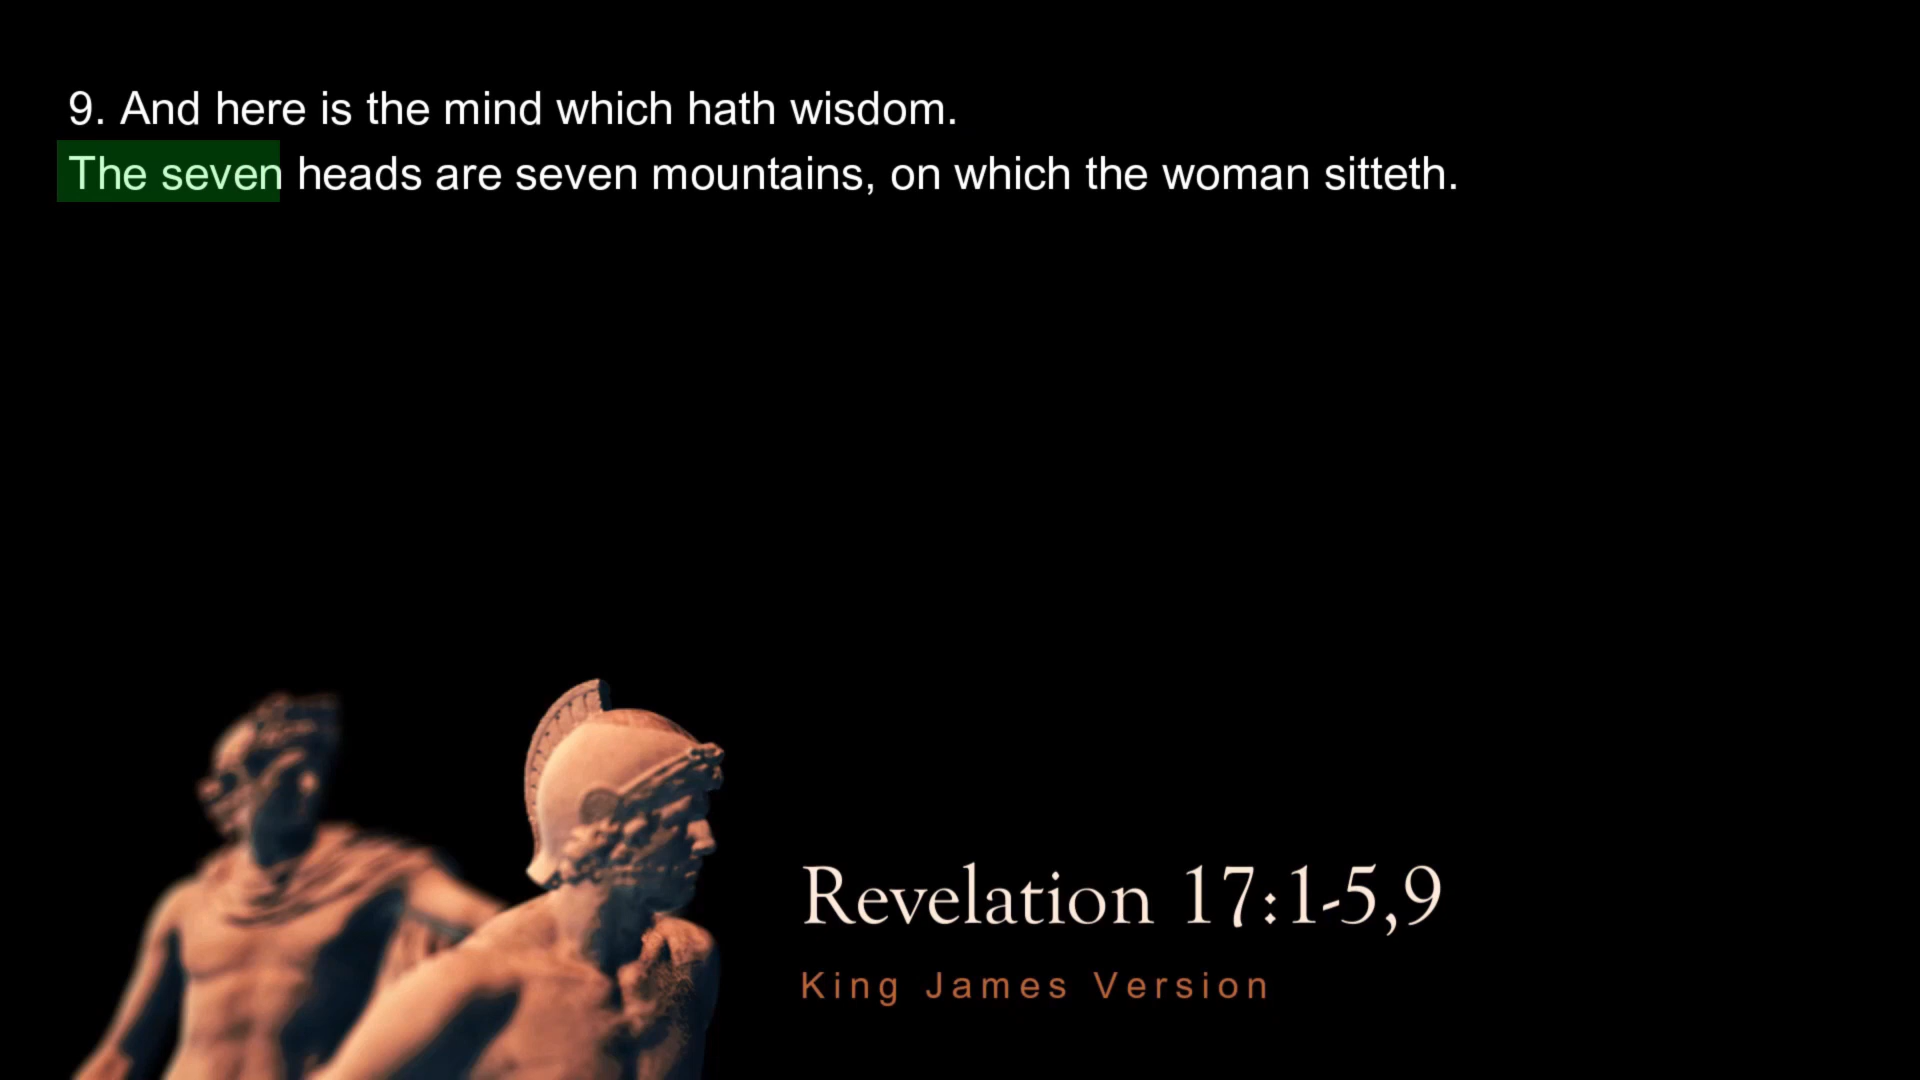 9. And here is the mind which hath wisdom.
The seven heads are seven mountains, on which the woman sitteth.
Revelation 17:1-5,9
King James Version